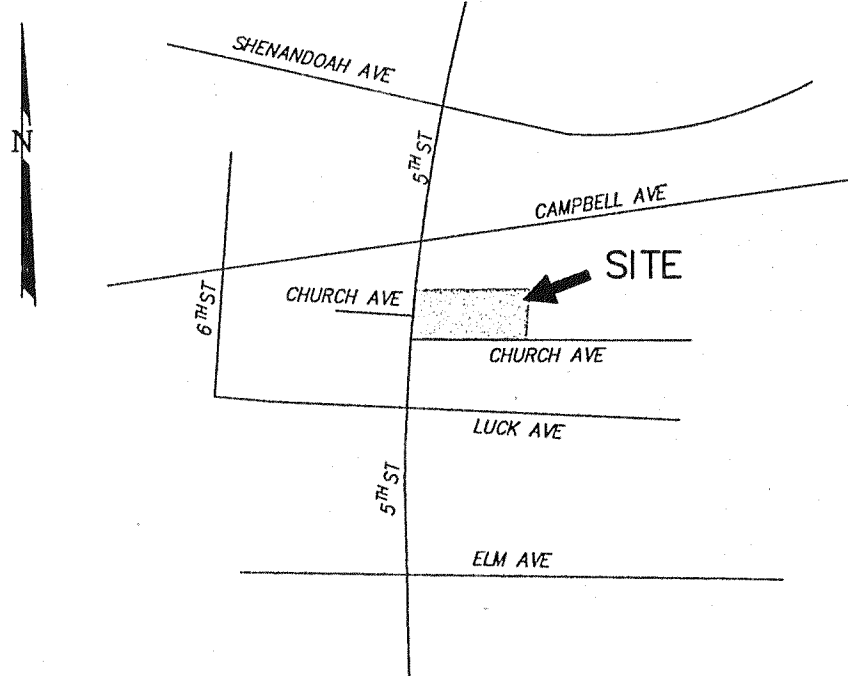 SHENANDOAH AVE
N
5TH ST
CAMPBELL AVE
SITE
CHURCH AVE
6TH ST
CHURCH AVE
LUCK AVE
5TH ST
ELM AVE